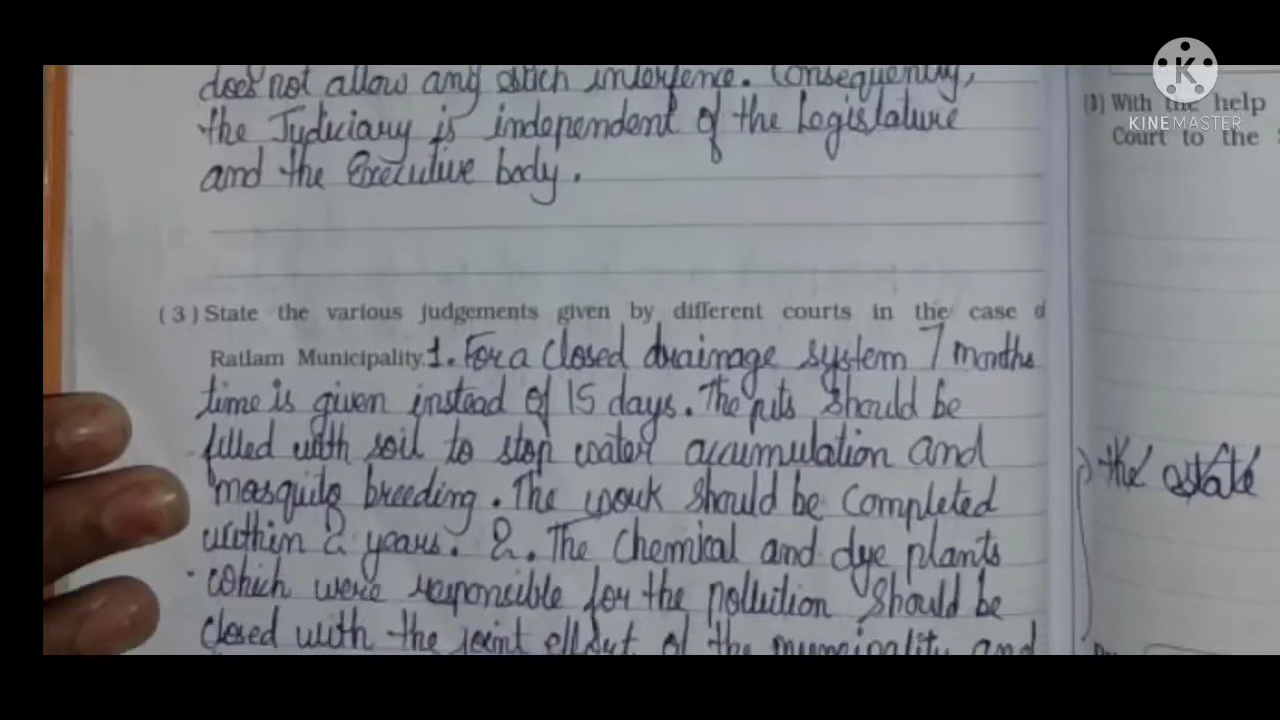 does not allow any such interfence. Consequently,
the Judiciary is independent of the Legislature
and the Executive body.
(3) State the various judgements given by different courts in the case o
Ratlam Municipality. 1. For a closed drainage system 7 months
time is given instead of 15 days. The pits should be
filled with soil to stop water accumulation and
mosquito breeding. The work should be completed
within 2 years. 2. The chemical and dye plants
which were responsible for the pollution should be
closed with the joint effort of the municipality and
(3) With the help
Court to the
the state
K
KINEMASTER